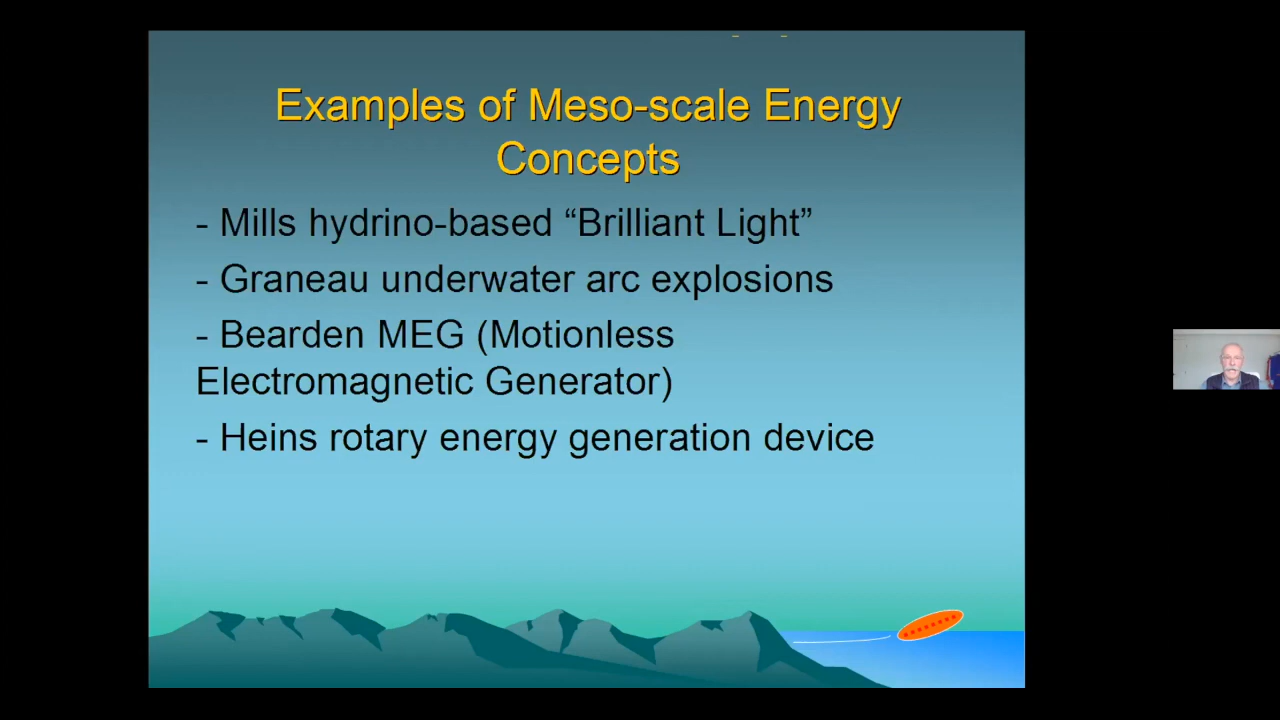 Examples of Meso-scale Energy
Concepts
- Mills hydrino-based “Brilliant Light”
- Graneau underwater arc explosions
- Bearden MEG (Motionless
Electromagnetic Generator)
- Heins rotary energy generation device